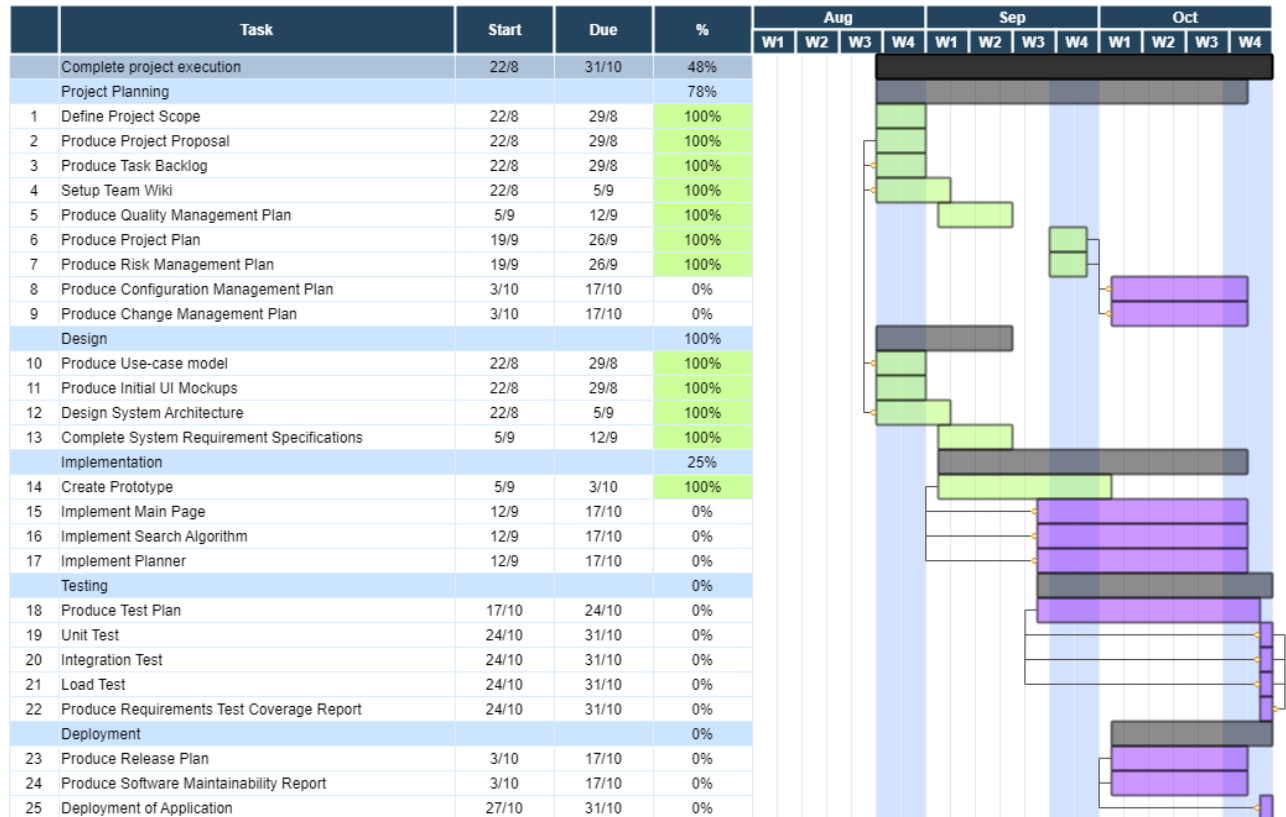 Task Start Due % Aug Sep Oct
W1 W2 W3 W4 W1 W2 W3 W4 W1 W2 W3 W4
Complete project execution 22/8 31/10 48%
Project Planning 78%
1 Define Project Scope 22/8 29/8 100%
2 Produce Project Proposal 22/8 29/8 100%
3 Produce Task Backlog 22/8 29/8 100%
4 Setup Team Wiki 22/8 5/9 100%
5 Produce Quality Management Plan 5/9 12/9 100%
6 Produce Project Plan 19/9 26/9 100%
7 Produce Risk Management Plan 19/9 26/9 100%
8 Produce Configuration Management Plan 3/10 17/10 0%
9 Produce Change Management Plan 3/10 17/10 0%
Design 100%
10 Produce Use-case model 22/8 29/8 100%
11 Produce Initial UI Mockups 22/8 29/8 100%
12 Design System Architecture 22/8 5/9 100%
13 Complete System Requirement Specifications 5/9 12/9 100%
Implementation 25%
14 Create Prototype 5/9 3/10 100%
15 Implement Main Page 12/9 17/10 0%
16 Implement Search Algorithm 12/9 17/10 0%
17 Implement Planner 12/9 17/10 0%
Testing 0%
18 Produce Test Plan 17/10 24/10 0%
19 Unit Test 24/10 31/10 0%
20 Integration Test 24/10 31/10 0%
21 Load Test 24/10 31/10 0%
22 Produce Requirements Test Coverage Report 24/10 31/10 0%
Deployment 0%
23 Produce Release Plan 3/10 17/10 0%
24 Produce Software Maintainability Report 3/10 17/10 0%
25 Deployment of Application 27/10 31/10 0%